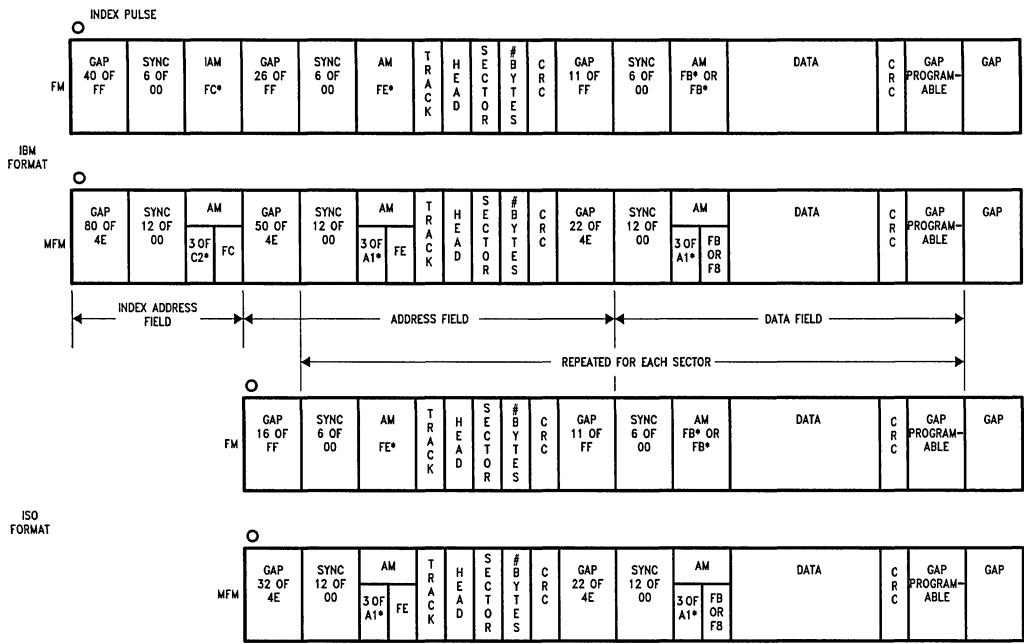 INDEX PULSE
FM
GAP 40 OF FF
SYNC 6 OF 00
IAM FC*
GAP 26 OF FF
SYNC 6 OF 00
AM FE*
TRACK
HEAD
SECTOR
#BYTES
CRC
GAP 11 OF FF
SYNC 6 OF 00
AM FB* OR FB*
DATA
CRC
GAP PROGRAM-ABLE
GAP
IBM FORMAT
MFM
GAP 80 OF 4E
SYNC 12 OF 00
AM
3 OF C2*
FC
GAP 50 OF 4E
SYNC 12 OF 00
AM
3 OF A1*
FE
TRACK
HEAD
SECTOR
#BYTES
CRC
GAP 22 OF 4E
SYNC 12 OF 00
AM
3 OF A1*
FB OR F8
DATA
CRC
GAP PROGRAM-ABLE
GAP
INDEX ADDRESS FIELD
ADDRESS FIELD
DATA FIELD
REPEATED FOR EACH SECTOR
FM
GAP 16 OF FF
SYNC 6 OF 00
AM FE*
TRACK
HEAD
SECTOR
#BYTES
CRC
GAP 11 OF FF
SYNC 6 OF 00
AM FB* OR FB*
DATA
CRC
GAP PROGRAM-ABLE
GAP
ISO FORMAT
MFM
GAP 32 OF 4E
SYNC 12 OF 00
AM
3 OF A1*
FE
TRACK
HEAD
SECTOR
#BYTES
CRC
GAP 22 OF 4E
SYNC 12 OF 00
AM
3 OF A1*
FB OR F8
DATA
CRC
GAP PROGRAM-ABLE
GAP